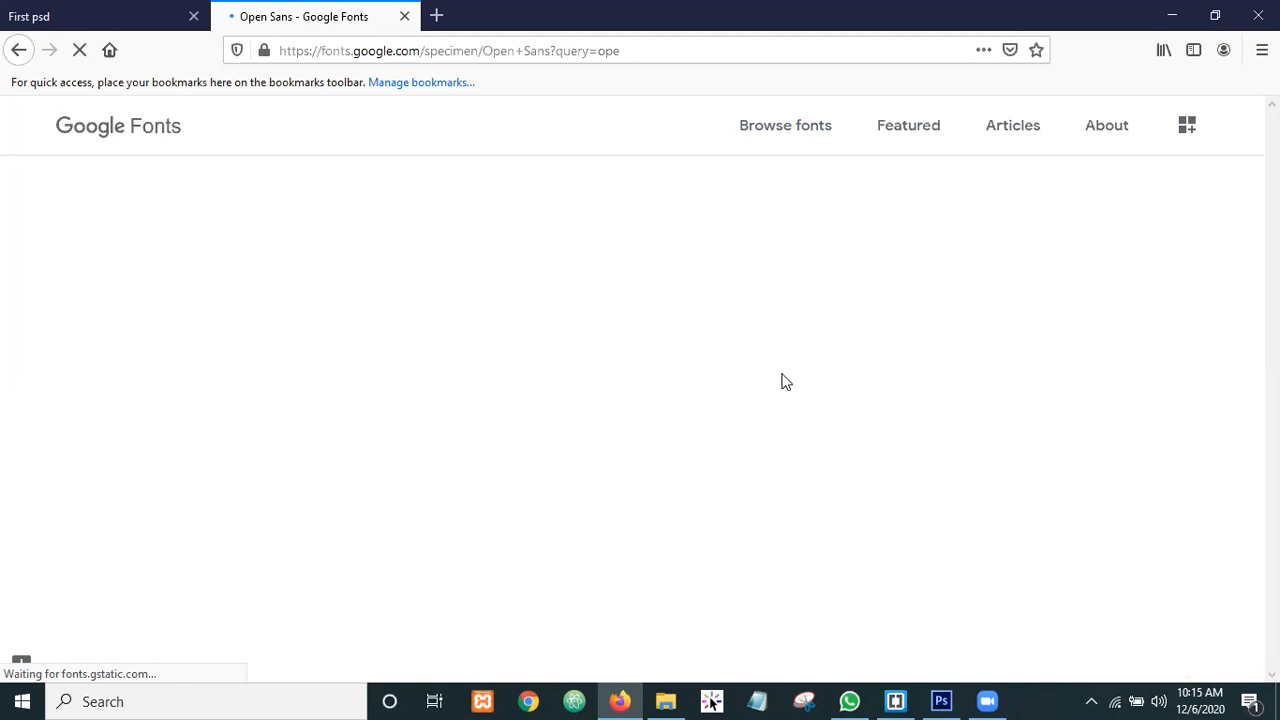 First psd
Open Sans - Google Fonts
https://fonts.google.com/specimen/Open+Sans?query=ope
For quick access, place your bookmarks here on the bookmarks toolbar. Manage bookmarks...
Google Fonts
Browse fonts
Featured
Articles
About
Waiting for fonts.gstatic.com...
Search
Ps
10:15 AM
12/6/2020
1